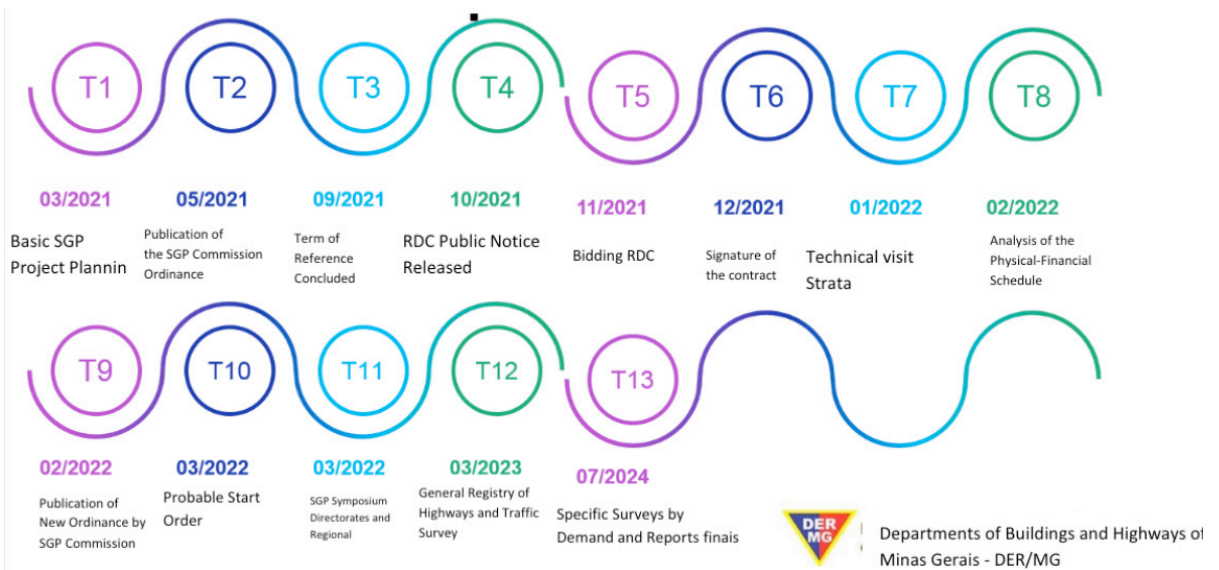 T1
T2
T3
T4
T5
T6
T7
T8
03/2021
05/2021
09/2021
10/2021
11/2021
12/2021
01/2022
02/2022
Basic SGP
Project Plannin
Publication of
the SGP Commission
Ordinance
Term of
Reference
Concluded
RDC Public Notice
Released
Bidding RDC
Signature of
the contract
Technical visit
Strata
Analysis of the
Physical-Financial
Schedule
T9
T10
T11
T12
T13
02/2022
03/2022
03/2022
03/2023
07/2024
Publication of
New Ordinance by
SGP Commission
Probable Start
Order
SGP Symposium
Directorates and
Regional
General Registry of
Highways and Traffic
Survey
Specific Surveys by
Demand and Reports finais
DER
MG
Departments of Buildings and Highways of
Minas Gerais - DER/MG